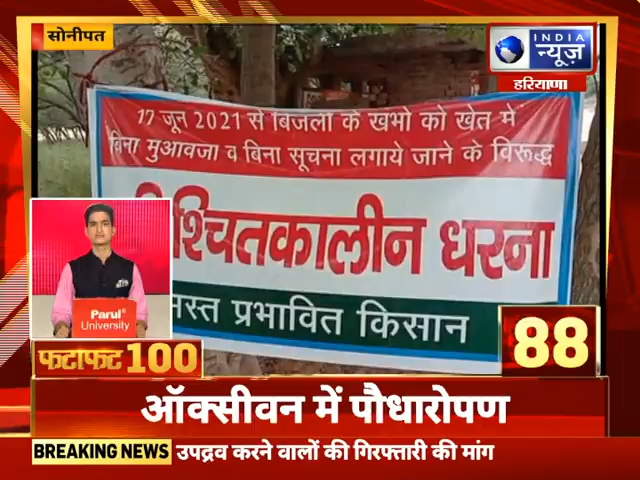 सोनीपत
INDIA
न्यूज़
हरियाणा
17 जून 2021 से बिजली के खंभो को खेत में
बिना मुआवजा व बिना सूचना लगाये जाने के विरूद्ध
श्चितकालीन धरना
मस्त प्रभावित किसान
Parul®
University
फटाफट 100
88
ऑक्सीवन में पौधारोपण
BREAKING NEWS उपद्रव करने वालों की गिरफ्तारी की मांग